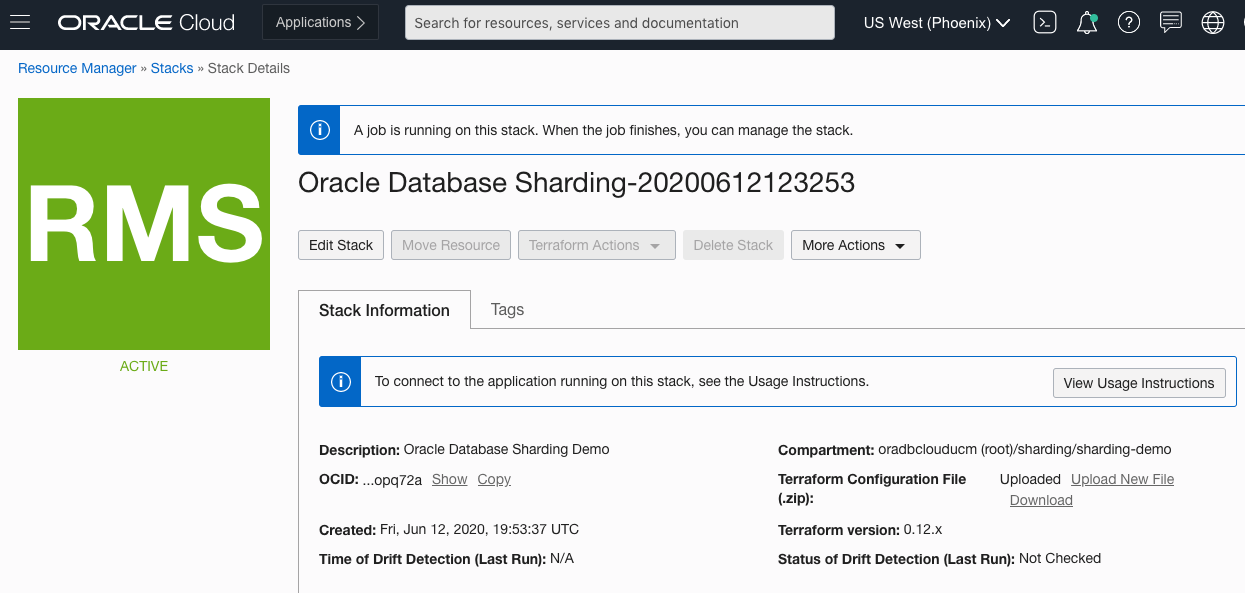 ORACLE Cloud Applications Search for resources, services and documentation US West (Phoenix)
Resource Manager » Stacks » Stack Details
RMS
ACTIVE
A job is running on this stack. When the job finishes, you can manage the stack.
Oracle Database Sharding-20200612123253
Edit Stack Move Resource Terraform Actions Delete Stack More Actions
Stack Information Tags
To connect to the application running on this stack, see the Usage Instructions. View Usage Instructions
Description: Oracle Database Sharding Demo
OCID: ...opq72a Show Copy
Created: Fri, Jun 12, 2020, 19:53:37 UTC
Time of Drift Detection (Last Run): N/A
Compartment: oradbclouducm (root)/sharding/sharding-demo
Terraform Configuration File Uploaded Upload New File
(.zip): Download
Terraform version: 0.12.x
Status of Drift Detection (Last Run): Not Checked